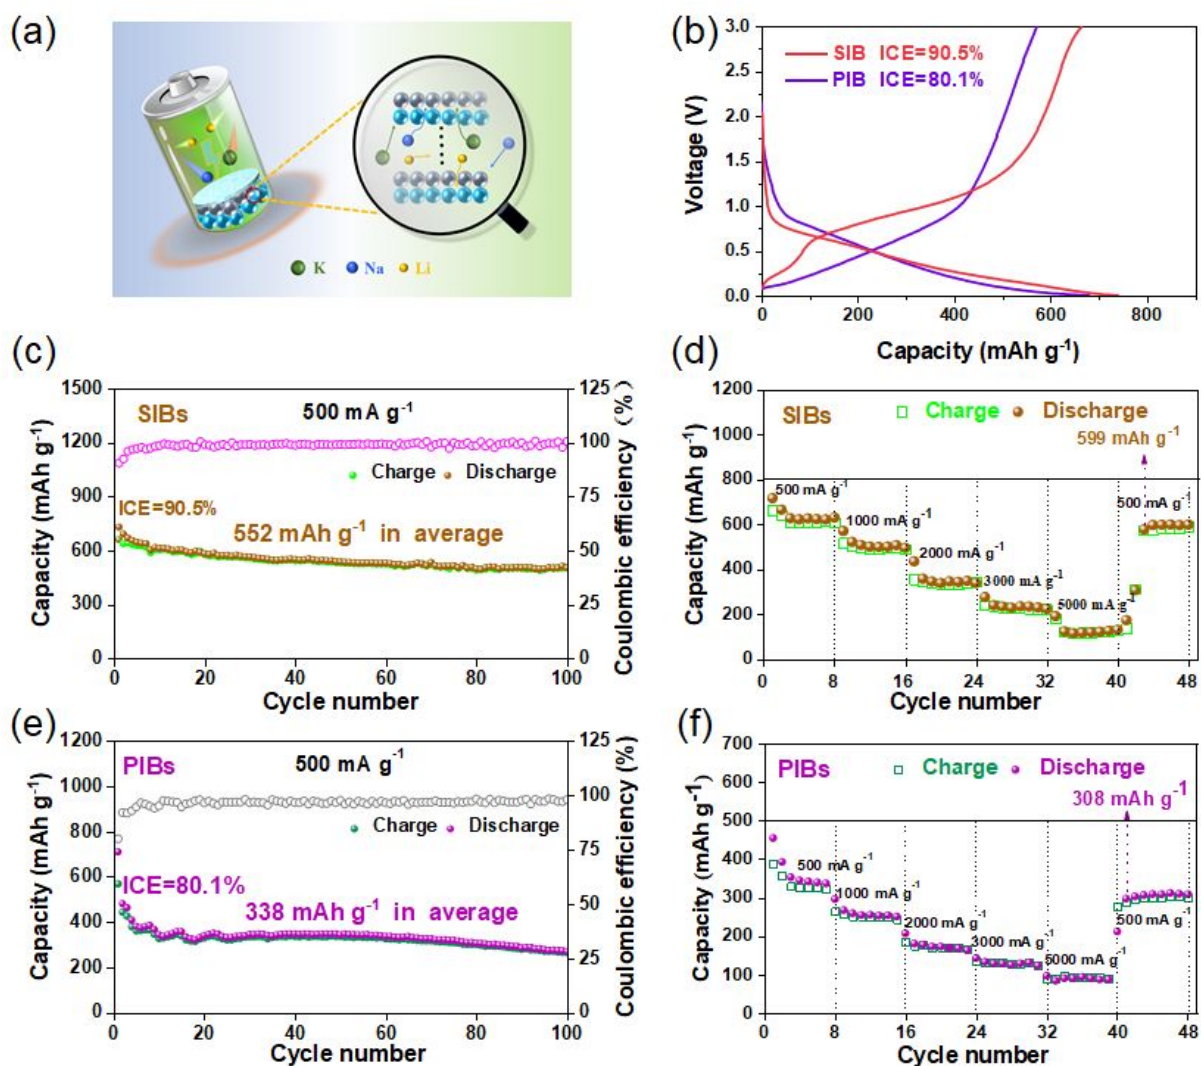 (a)
K Na Li
(b)
SIB ICE=90.5%
PIB ICE=80.1%
Voltage (V)
3.0
2.5
2.0
1.5
1.0
0.5
0.0
0 200 400 600 800
Capacity (mAh g⁻¹)
(c)
SIBs
500 mA g⁻¹
Charge Discharge
ICE=90.5%
552 mAh g⁻¹ in average
Capacity (mAh g⁻¹)
1500
1200
900
600
300
0
Coulombic efficiency (%)
125
100
75
50
25
0
0 20 40 60 80 100
Cycle number
(d)
SIBs
Charge Discharge
599 mAh g⁻¹
500 mA g⁻¹
1000 mA g⁻¹
2000 mA g⁻¹
3000 mA g⁻¹
5000 mA g⁻¹
500 mA g⁻¹
Capacity (mAh g⁻¹)
1200
1000
800
600
400
200
0
0 8 16 24 32 40 48
Cycle number
(e)
PIBs
500 mA g⁻¹
Charge Discharge
ICE=80.1%
338 mAh g⁻¹ in average
Capacity (mAh g⁻¹)
1200
1000
800
600
400
200
0
Coulombic efficiency (%)
125
100
75
50
25
0
0 20 40 60 80 100
Cycle number
(f)
PIBs
Charge Discharge
308 mAh g⁻¹
500 mA g⁻¹
1000 mA g⁻¹
2000 mA g⁻¹
3000 mA g⁻¹
5000 mA g⁻¹
500 mA g⁻¹
Capacity (mAh g⁻¹)
700
600
500
400
300
200
100
0
0 8 16 24 32 40 48
Cycle number